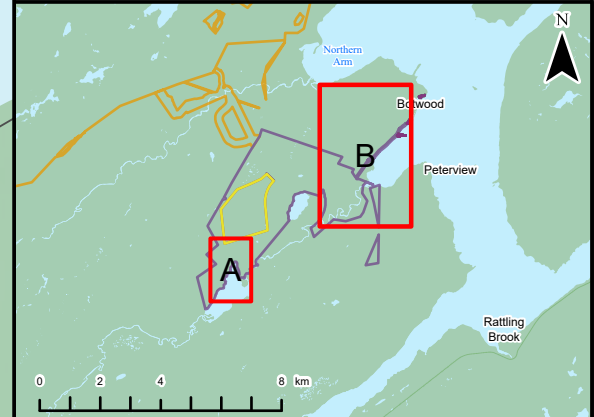 N
Northern
Arm
Botwood
B
Peterview
A
Rattling
Brook
0 2 4 8 km